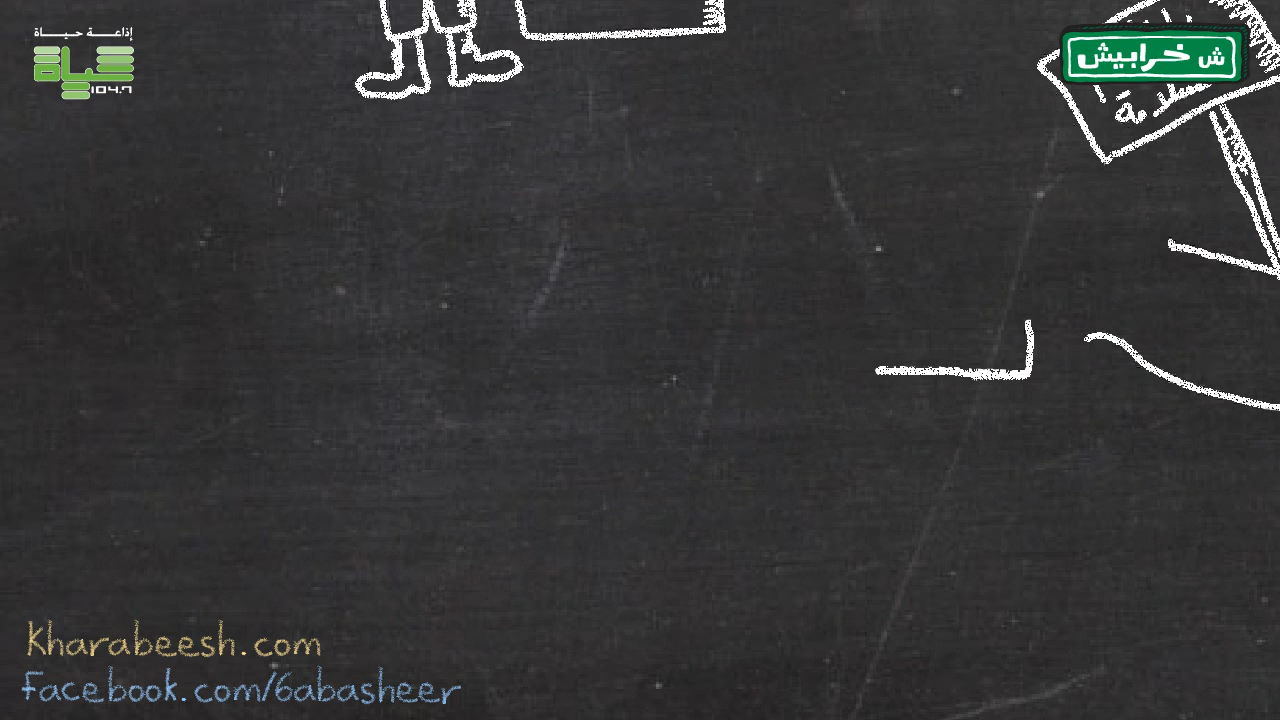 إذاعة حياة
حياة
104.7
ش خرابيش
Kharabeesh.com
Facebook.com/6abasheer